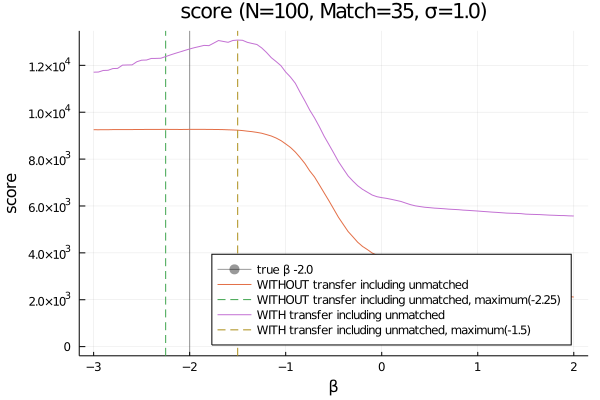 score (N=100, Match=35, σ=1.0)
1.2×10⁴
1.0×10⁴
8.0×10³
6.0×10³
4.0×10³
2.0×10³
0
score
true β -2.0
WITHOUT transfer including unmatched
WITHOUT transfer including unmatched, maximum(-2.25)
WITH transfer including unmatched
WITH transfer including unmatched, maximum(-1.5)
−3 −2 −1 0 1 2
β